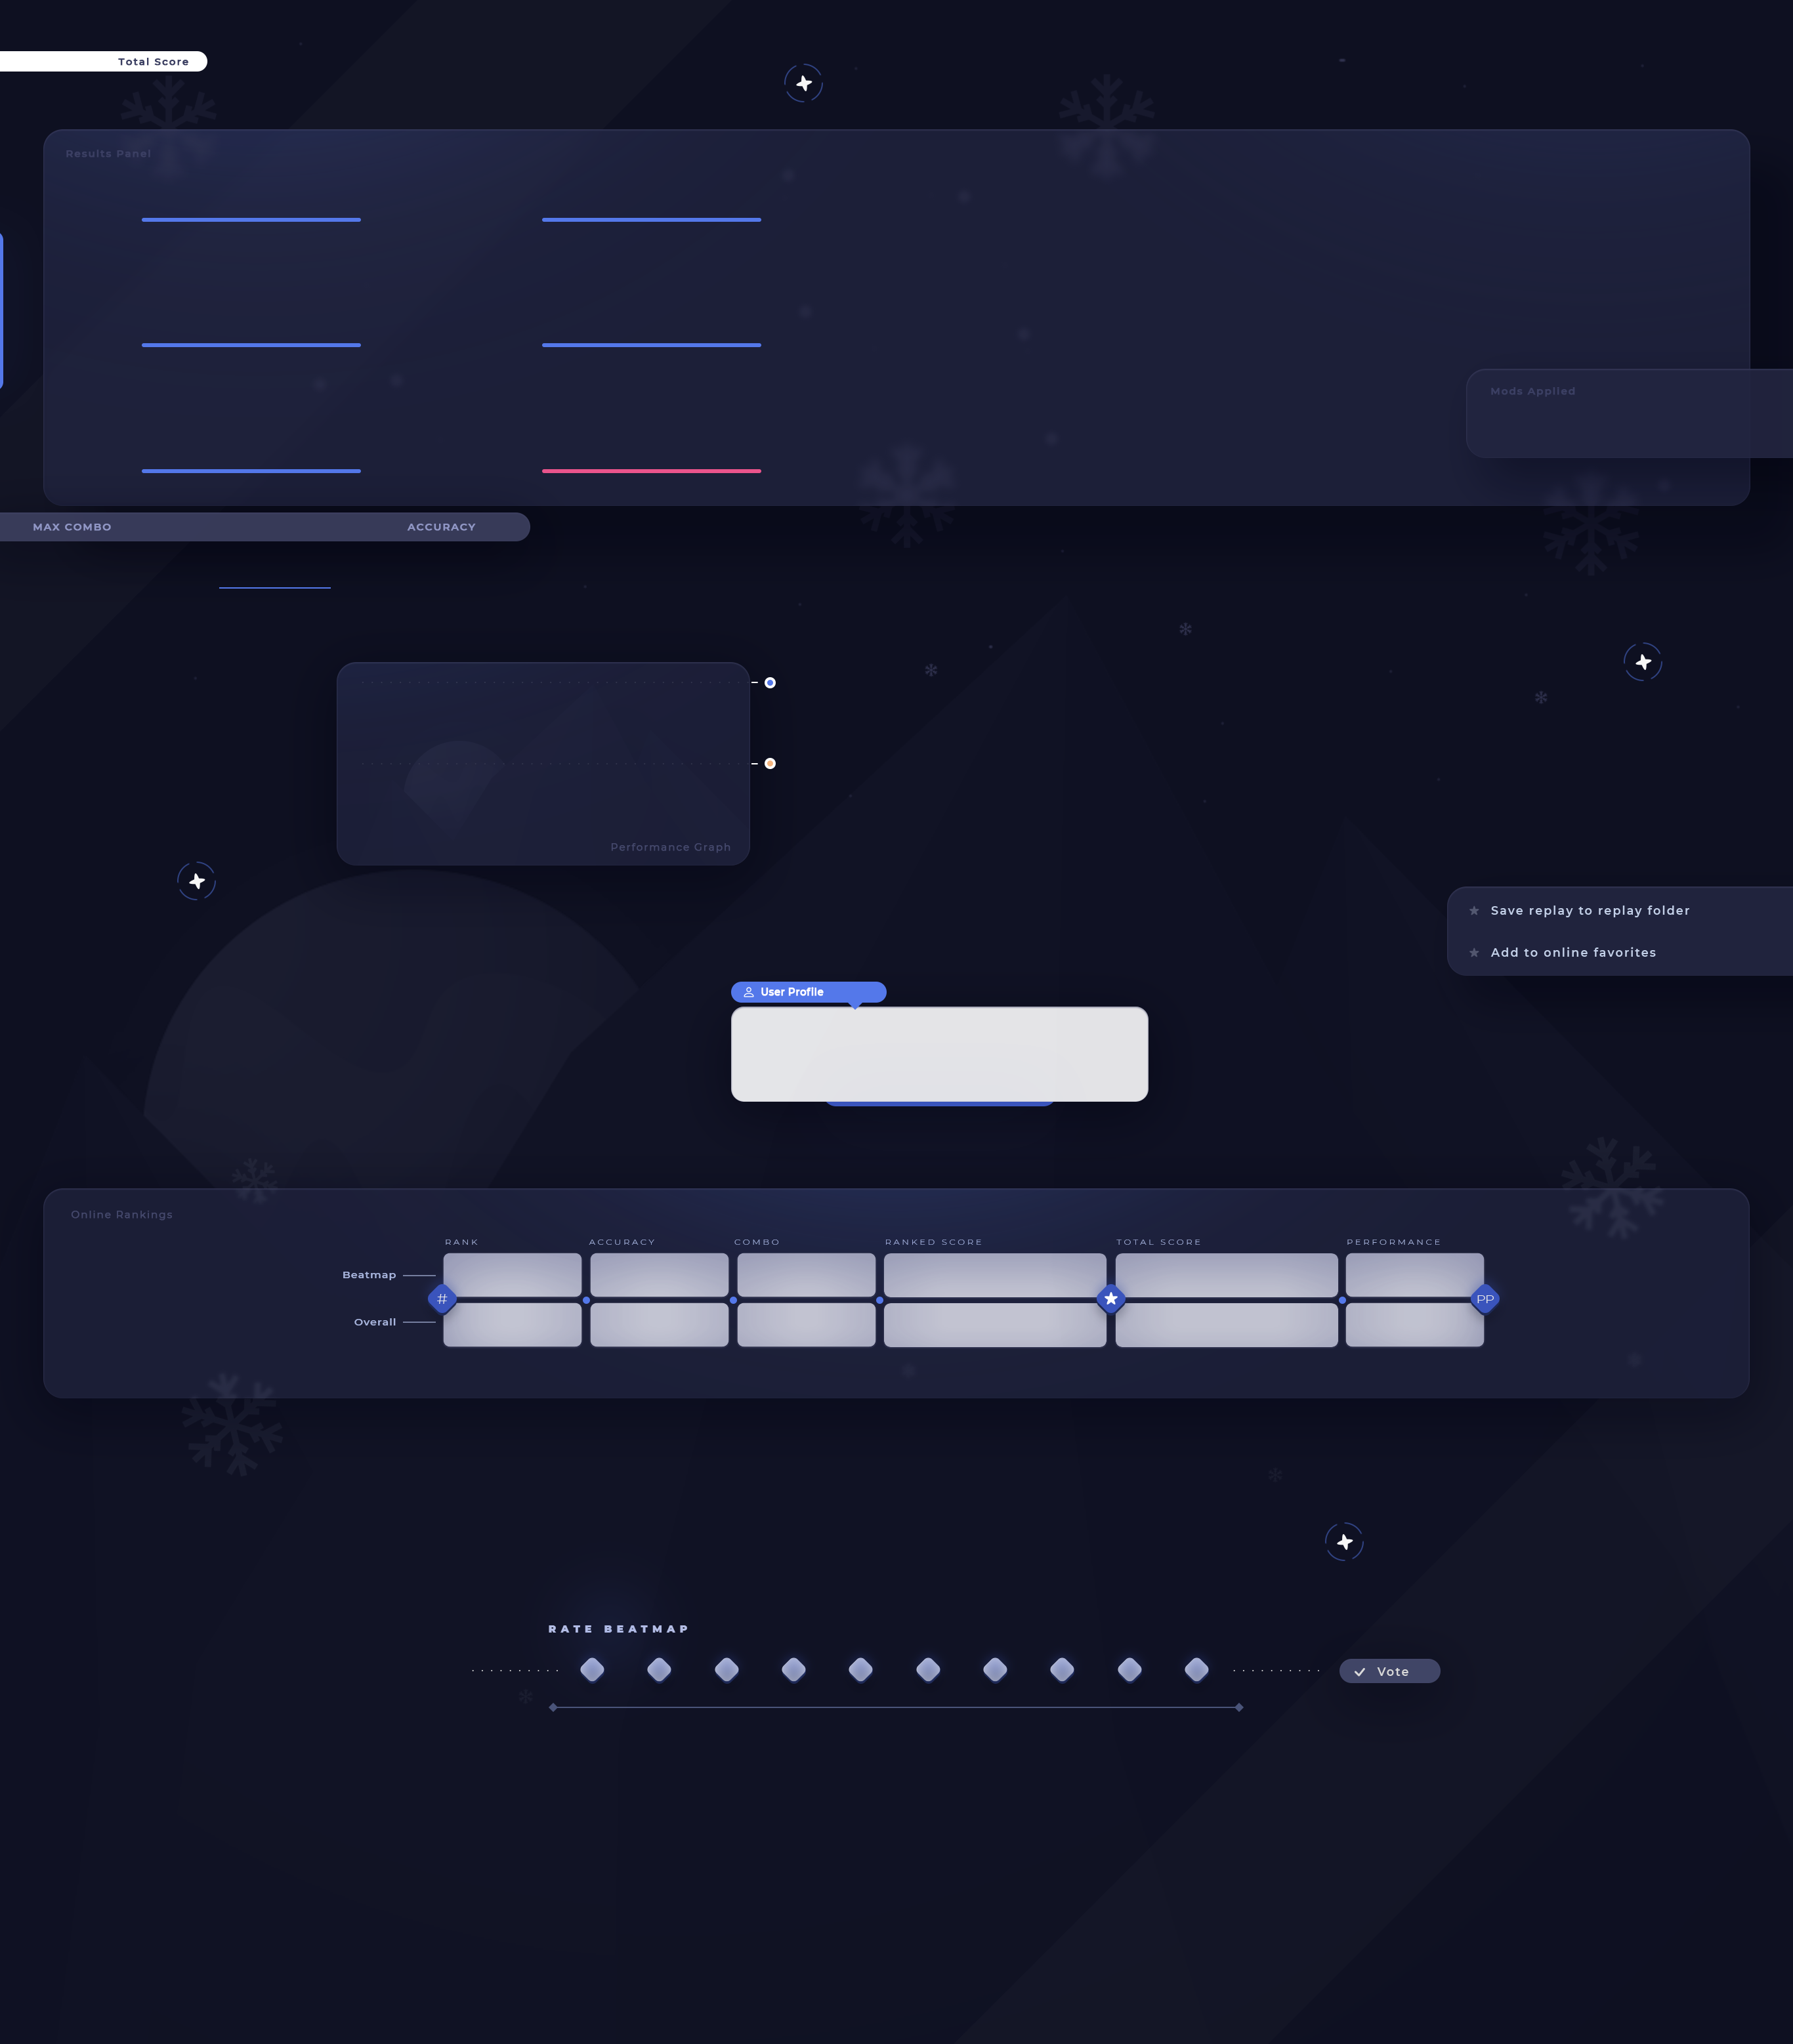 Total Score
Results Panel
Mods Applied
MAX COMBO
ACCURACY
Performance Graph
Save replay to replay folder
Add to online favorites
User Profile
Online Rankings
RANK
ACCURACY
COMBO
RANKED SCORE
TOTAL SCORE
PERFORMANCE
Beatmap
#
PP
Overall
RATE BEATMAP
Vote